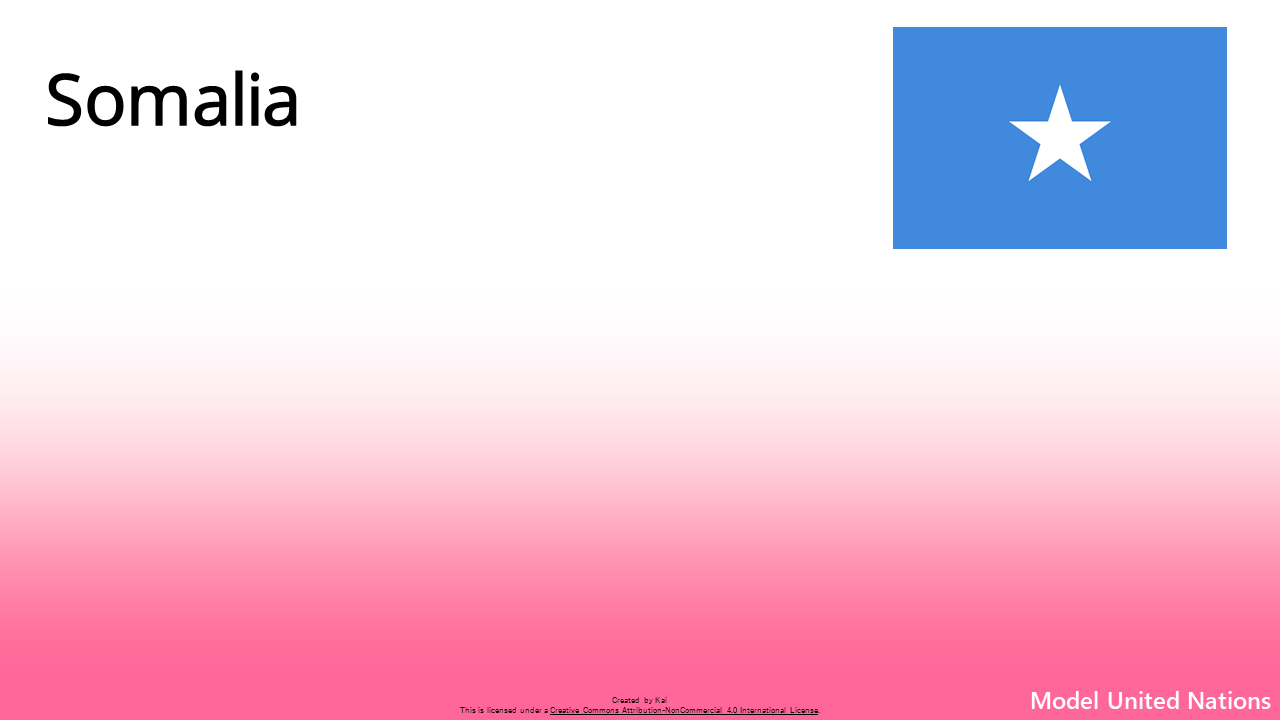 Somalia
Created by Kai
This is licensed under a Creative Commons Attribution-NonCommercial 4.0 International License.
Model United Nations